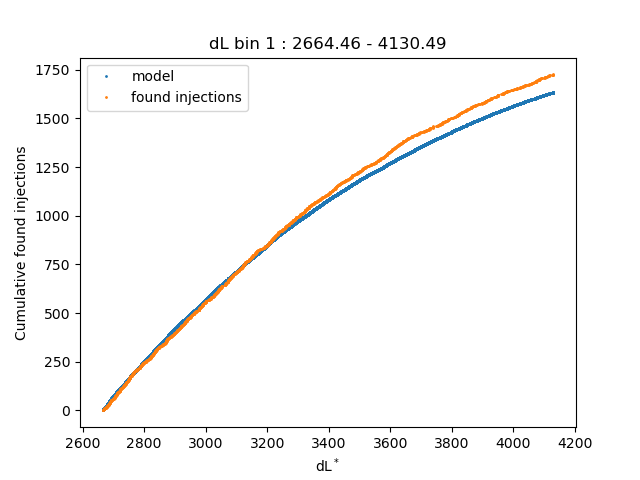 dL bin 1 : 2664.46 - 4130.49
model
found injections
Cumulative found injections
1750
1500
1250
1000
750
500
250
0
2600 2800 3000 3200 3400 3600 3800 4000 4200
dL*